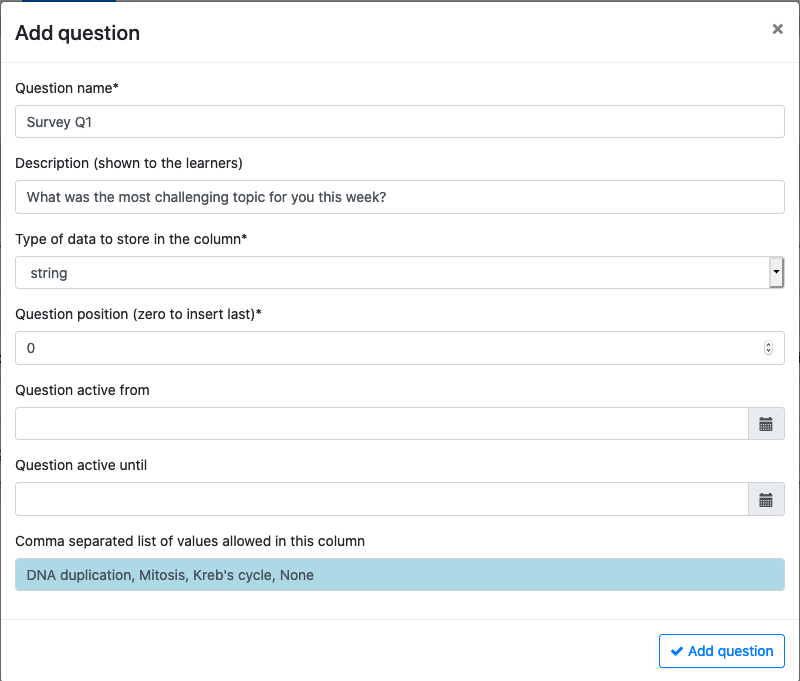 Add question
×
Question name*
Survey Q1
Description (shown to the learners)
What was the most challenging topic for you this week?
Type of data to store in the column*
string
Question position (zero to insert last)*
0
Question active from
Question active until
Comma separated list of values allowed in this column
DNA duplication, Mitosis, Kreb's cycle, None
Add question